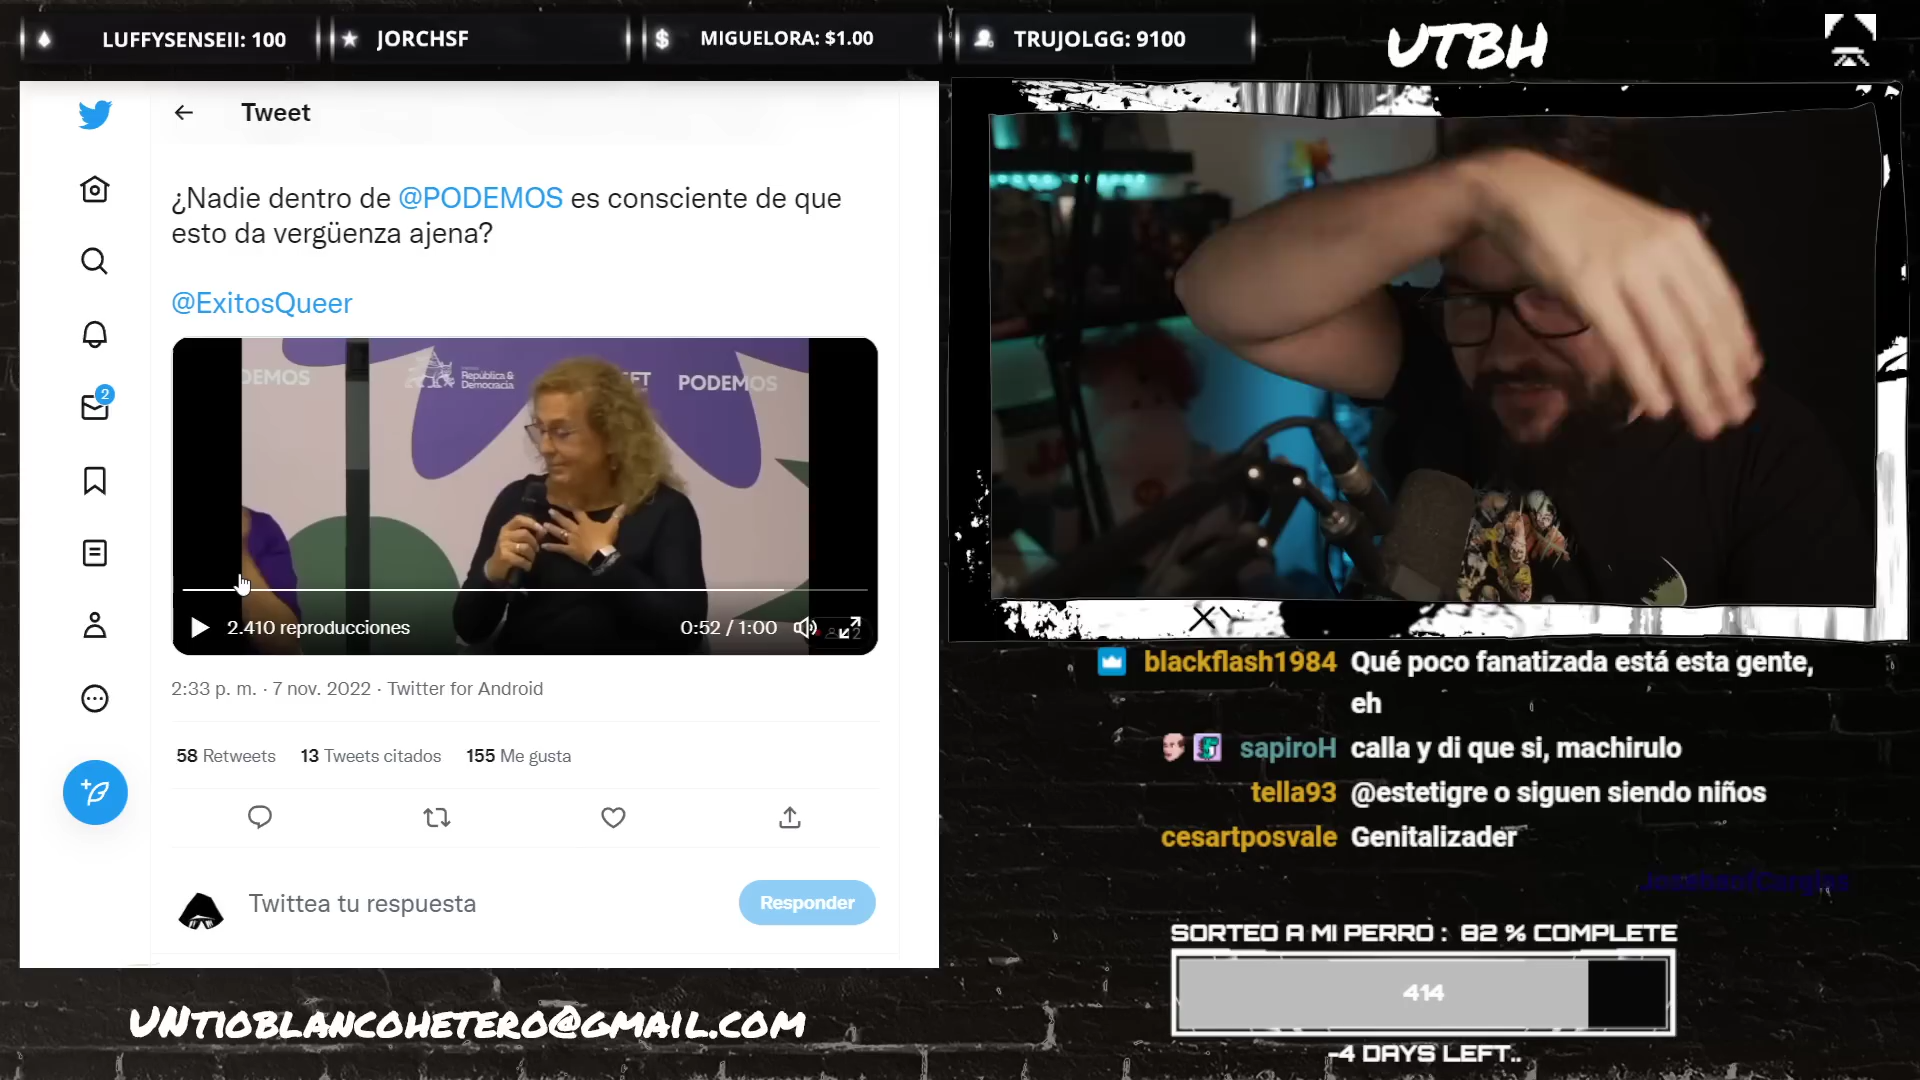 LUFFYSENSEII: 100
JORCHSF
MIGUELORA: $1.00
TRUJOLGG: 9100
UTBH
Tweet
¿Nadie dentro de @PODEMOS es consciente de que
esto da vergüenza ajena?
@ExitosQueer
DEMOS
República &
Democracia
PODEMOS
2.410 reproducciones
0:52 / 1:00
2
2:33 p. m. · 7 nov. 2022 · Twitter for Android
58 Retweets 13 Tweets citados 155 Me gusta
Twittea tu respuesta
Responder
blackflash1984 Qué poco fanatizada está esta gente,
eh
sapiroH calla y di que si, machirulo
tella93 @estetigre o siguen siendo niños
cesartposvale Genitalizader
SORTEO A MI PERRO : 82 % COMPLETE
414
-4 DAYS LEFT..
UNTIOBLANCOHETERO@GMAIL.COM